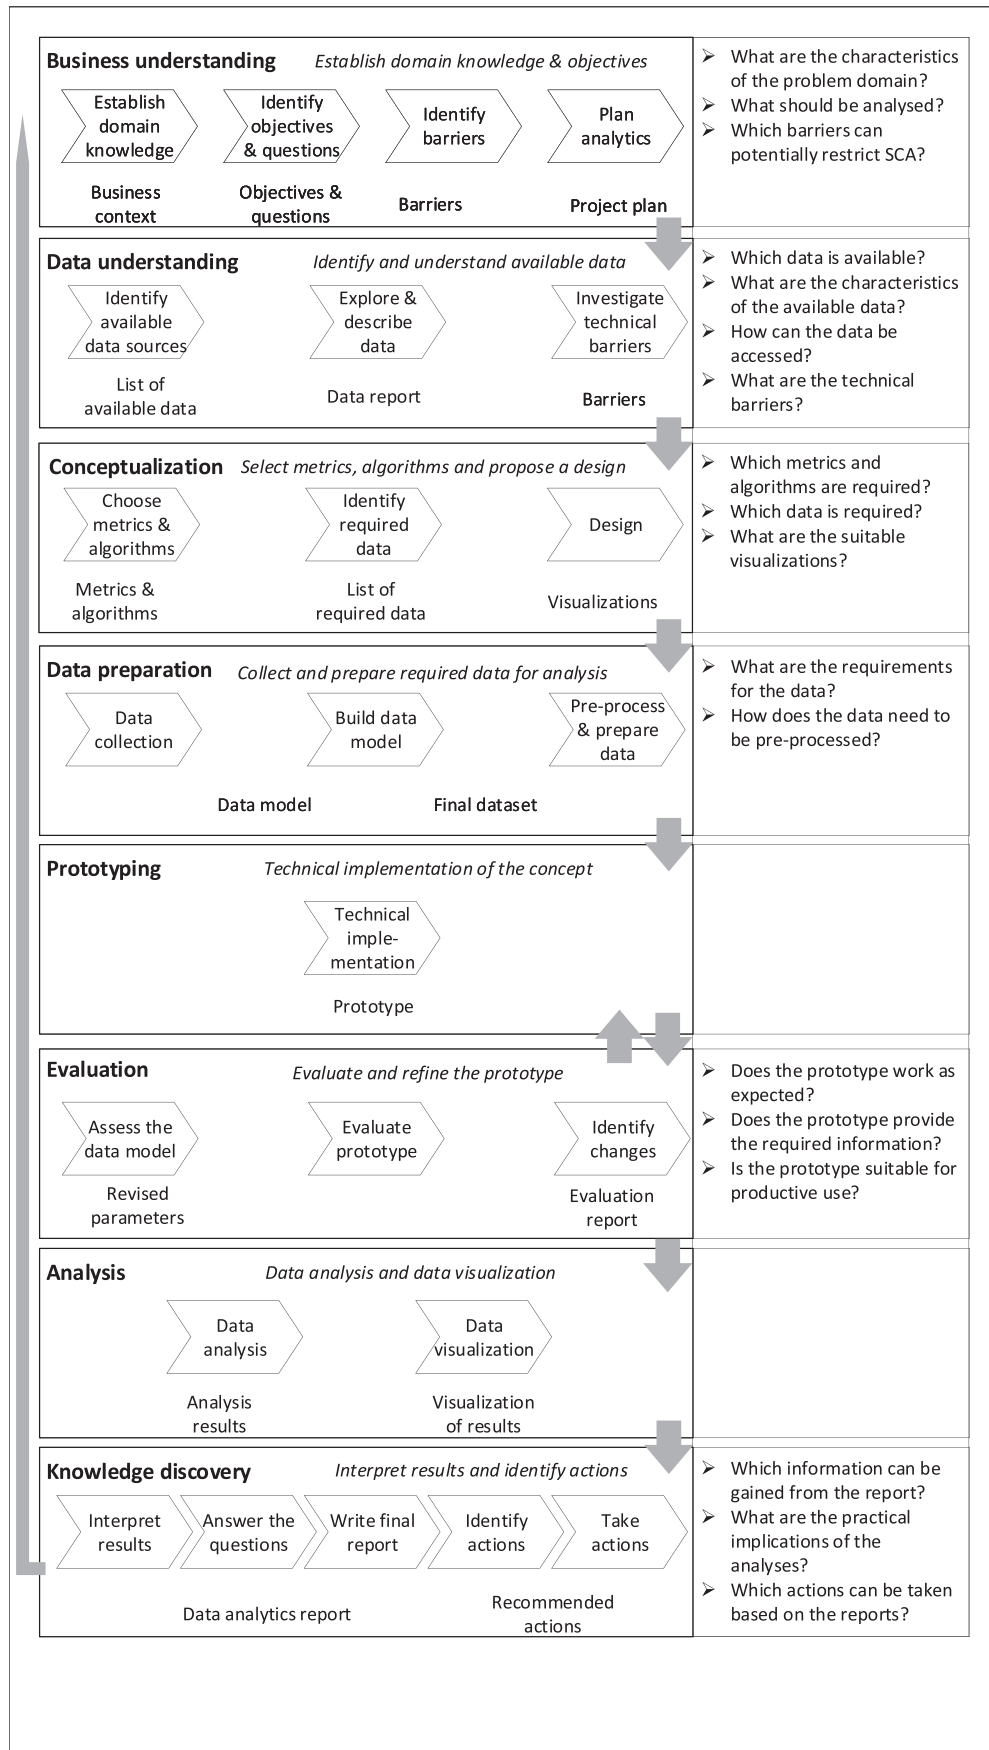 Business understanding
Establish domain knowledge & objectives
Establish
domain
knowledge
Identify
objectives
& questions
Identify
barriers
Plan
analytics
Business
context
Objectives &
questions
Barriers
Project plan
➢ What are the characteristics
of the problem domain?
➢ What should be analysed?
➢ Which barriers can
potentially restrict SCA?
Data understanding
Identify and understand available data
Identify
available
data sources
Explore &
describe
data
Investigate
technical
barriers
List of
available data
Data report
Barriers
➢ Which data is available?
➢ What are the characteristics
of the available data?
➢ How can the data be
accessed?
➢ What are the technical
barriers?
Conceptualization
Select metrics, algorithms and propose a design
Choose
metrics &
algorithms
Identify
required
data
Design
Metrics &
algorithms
List of
required data
Visualizations
➢ Which metrics and
algorithms are required?
➢ Which data is required?
➢ What are the suitable
visualizations?
Data preparation
Collect and prepare required data for analysis
Data
collection
Build data
model
Pre-process
& prepare
data
Data model
Final dataset
➢ What are the requirements
for the data?
➢ How does the data need to
be pre-processed?
Prototyping
Technical implementation of the concept
Technical
imple-
mentation
Prototype
Evaluation
Evaluate and refine the prototype
Assess the
data model
Evaluate
prototype
Identify
changes
Revised
parameters
Evaluation
report
➢ Does the prototype work as
expected?
➢ Does the prototype provide
the required information?
➢ Is the prototype suitable for
productive use?
Analysis
Data analysis and data visualization
Data
analysis
Data
visualization
Analysis
results
Visualization
of results
Knowledge discovery
Interpret results and identify actions
Interpret
results
Answer the
questions
Write final
report
Identify
actions
Take
actions
Data analytics report
Recommended
actions
➢ Which information can be
gained from the report?
➢ What are the practical
implications of the
analyses?
➢ Which actions can be taken
based on the reports?